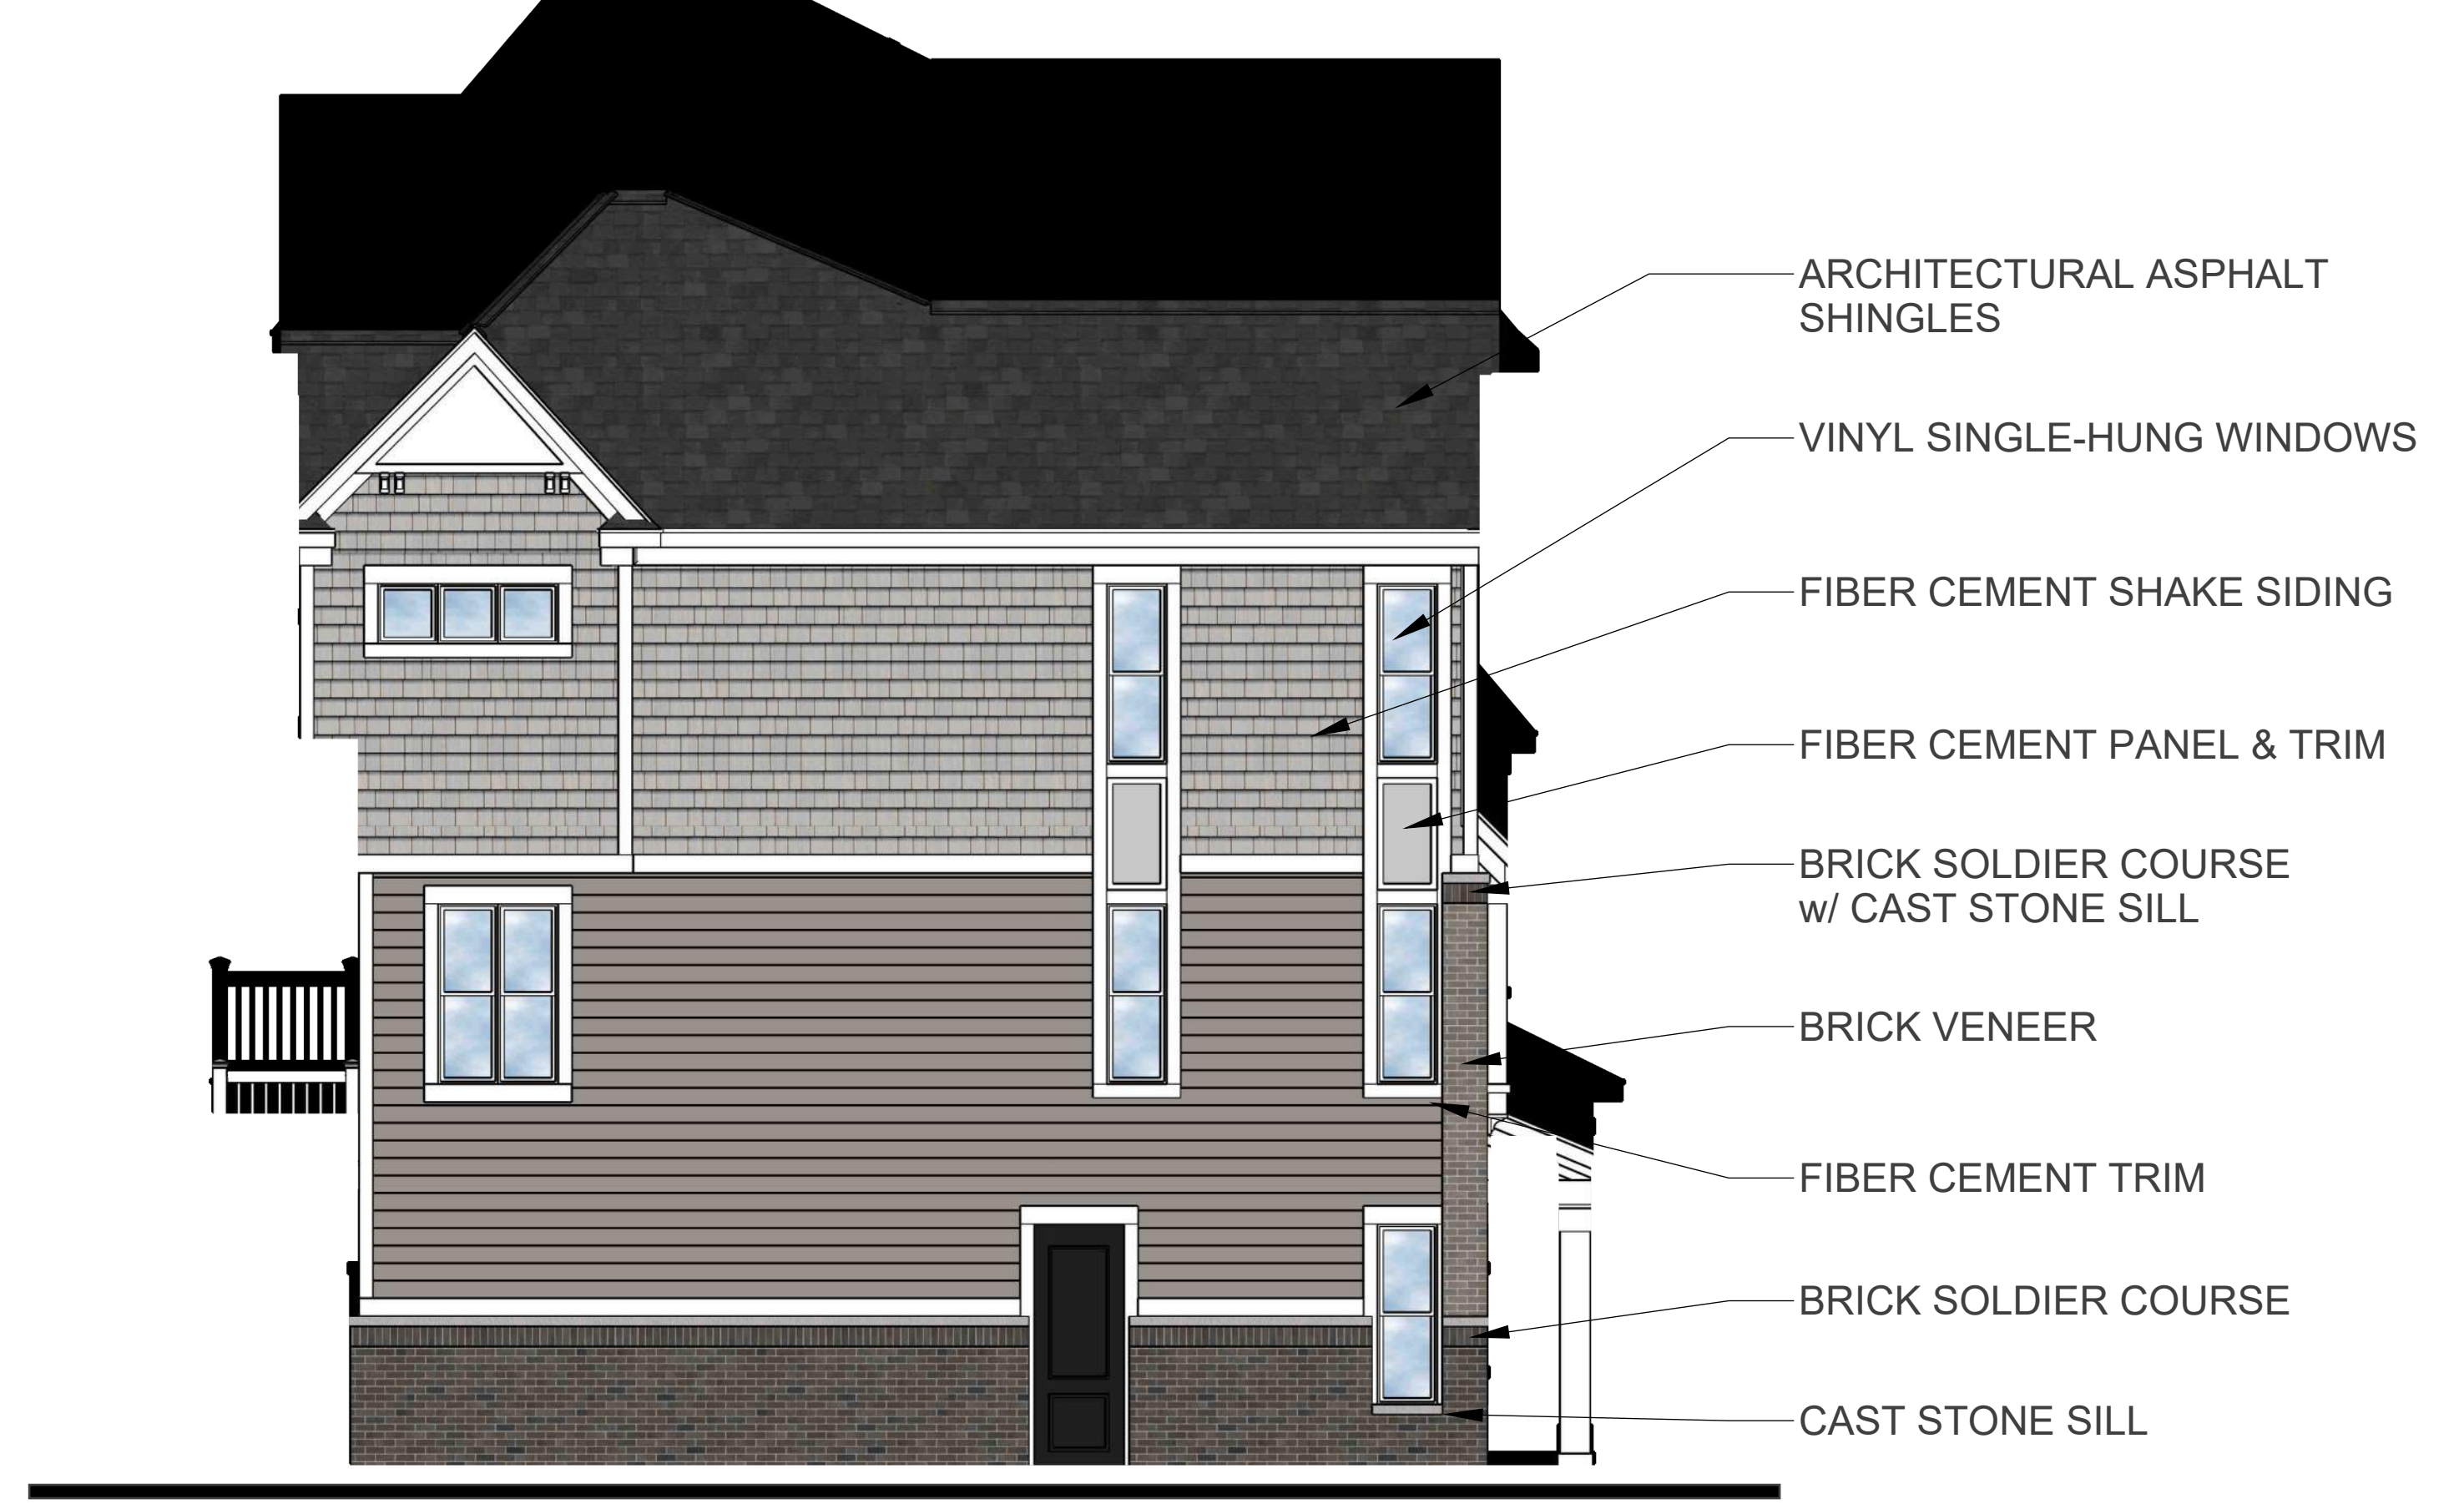 ARCHITECTURAL ASPHALT
SHINGLES
VINYL SINGLE-HUNG WINDOWS
FIBER CEMENT SHAKE SIDING
FIBER CEMENT PANEL & TRIM
BRICK SOLDIER COURSE
w/ CAST STONE SILL
BRICK VENEER
FIBER CEMENT TRIM
BRICK SOLDIER COURSE
CAST STONE SILL